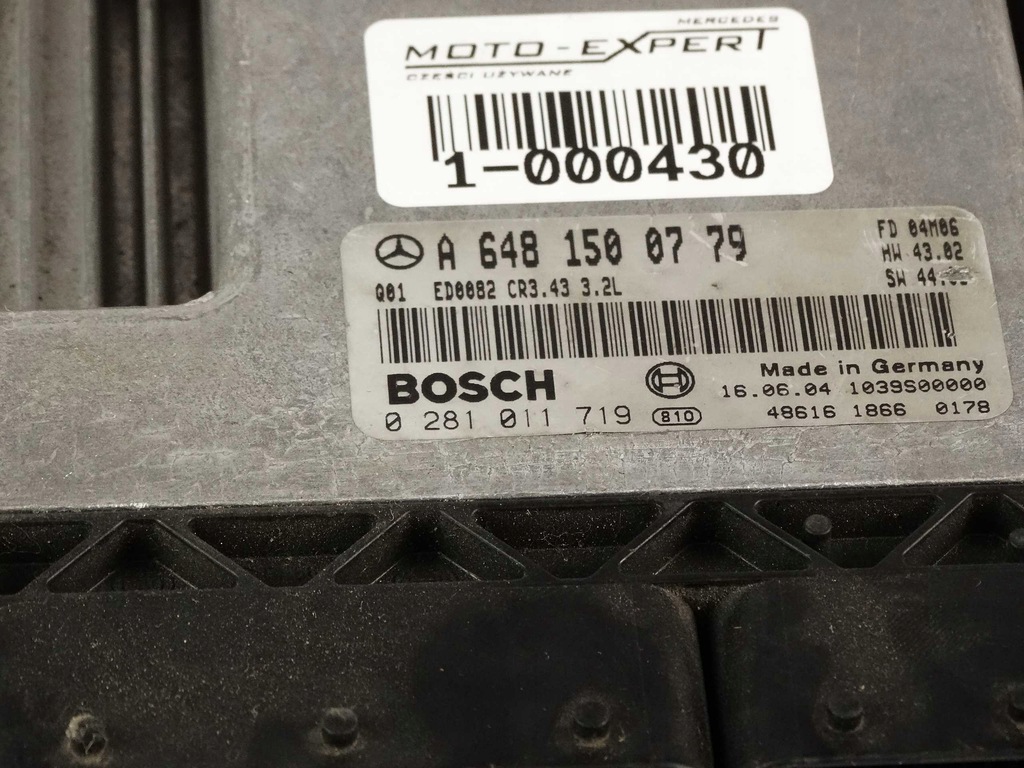 MERCEDES
MOTO-EXPERT
CZĘŚCI UŻYWANE
1-000430
A 648 150 07 79
FD 04M06
HW 43.02
Q01 ED0082 CR3.43 3.2L
SW
Made in Germany
BOSCH
16.06.04 1039S00000
0 281 011 719 810
48616 1866 0178